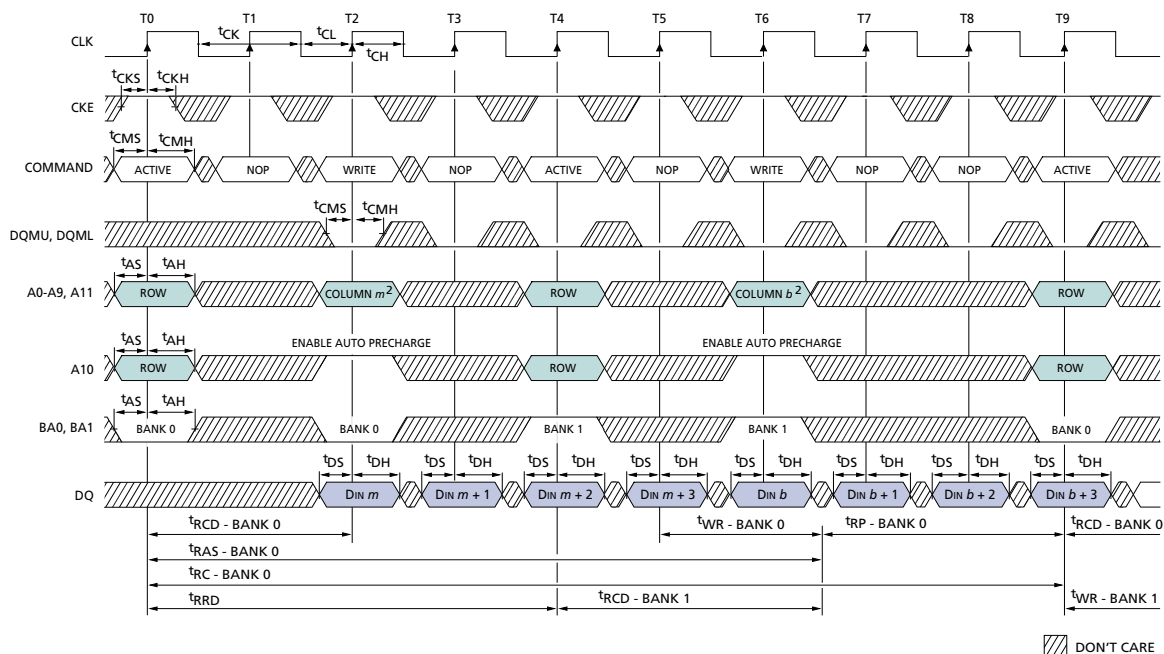 T0 T1 T2 T3 T4 T5 T6 T7 T8 T9
CLK
tCK tCL
tCH
tCKS tCKH
CKE
tCMS tCMH
COMMAND ACTIVE NOP WRITE NOP ACTIVE NOP WRITE NOP NOP ACTIVE
tCMS tCMH
DQMU, DQML
tAS tAH
A0-A9, A11 ROW COLUMN m2 ROW COLUMN b2 ROW
tAS tAH ENABLE AUTO PRECHARGE ENABLE AUTO PRECHARGE
A10 ROW ROW ROW
tAS tAH
BA0, BA1 BANK 0 BANK 0 BANK 1 BANK 1 BANK 0
tDS tDH tDS tDH tDS tDH tDS tDH tDS tDH tDS tDH tDS tDH tDS tDH
DQ DIN m DIN m + 1 DIN m + 2 DIN m + 3 DIN b DIN b + 1 DIN b + 2 DIN b + 3
tRCD - BANK 0 tWR - BANK 0 tRP - BANK 0 tRCD - BANK 0
tRAS - BANK 0
tRC - BANK 0
tRRD tRCD - BANK 1 tWR - BANK 1
DON'T CARE